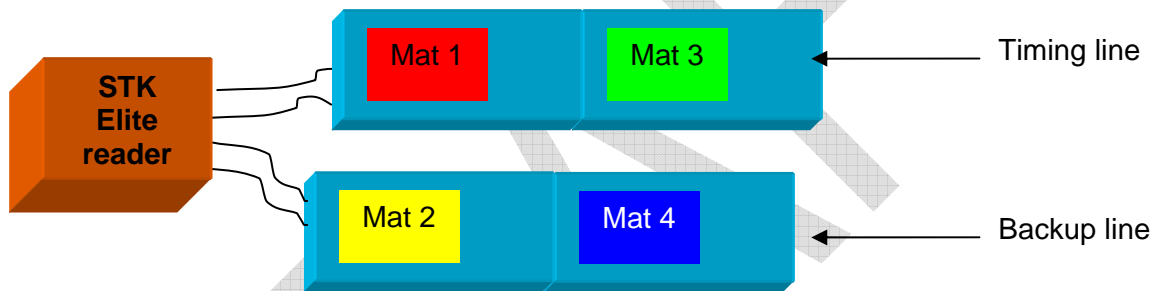 STK
Elite
reader
Mat 1
Mat 3
Timing line
Mat 2
Mat 4
Backup line